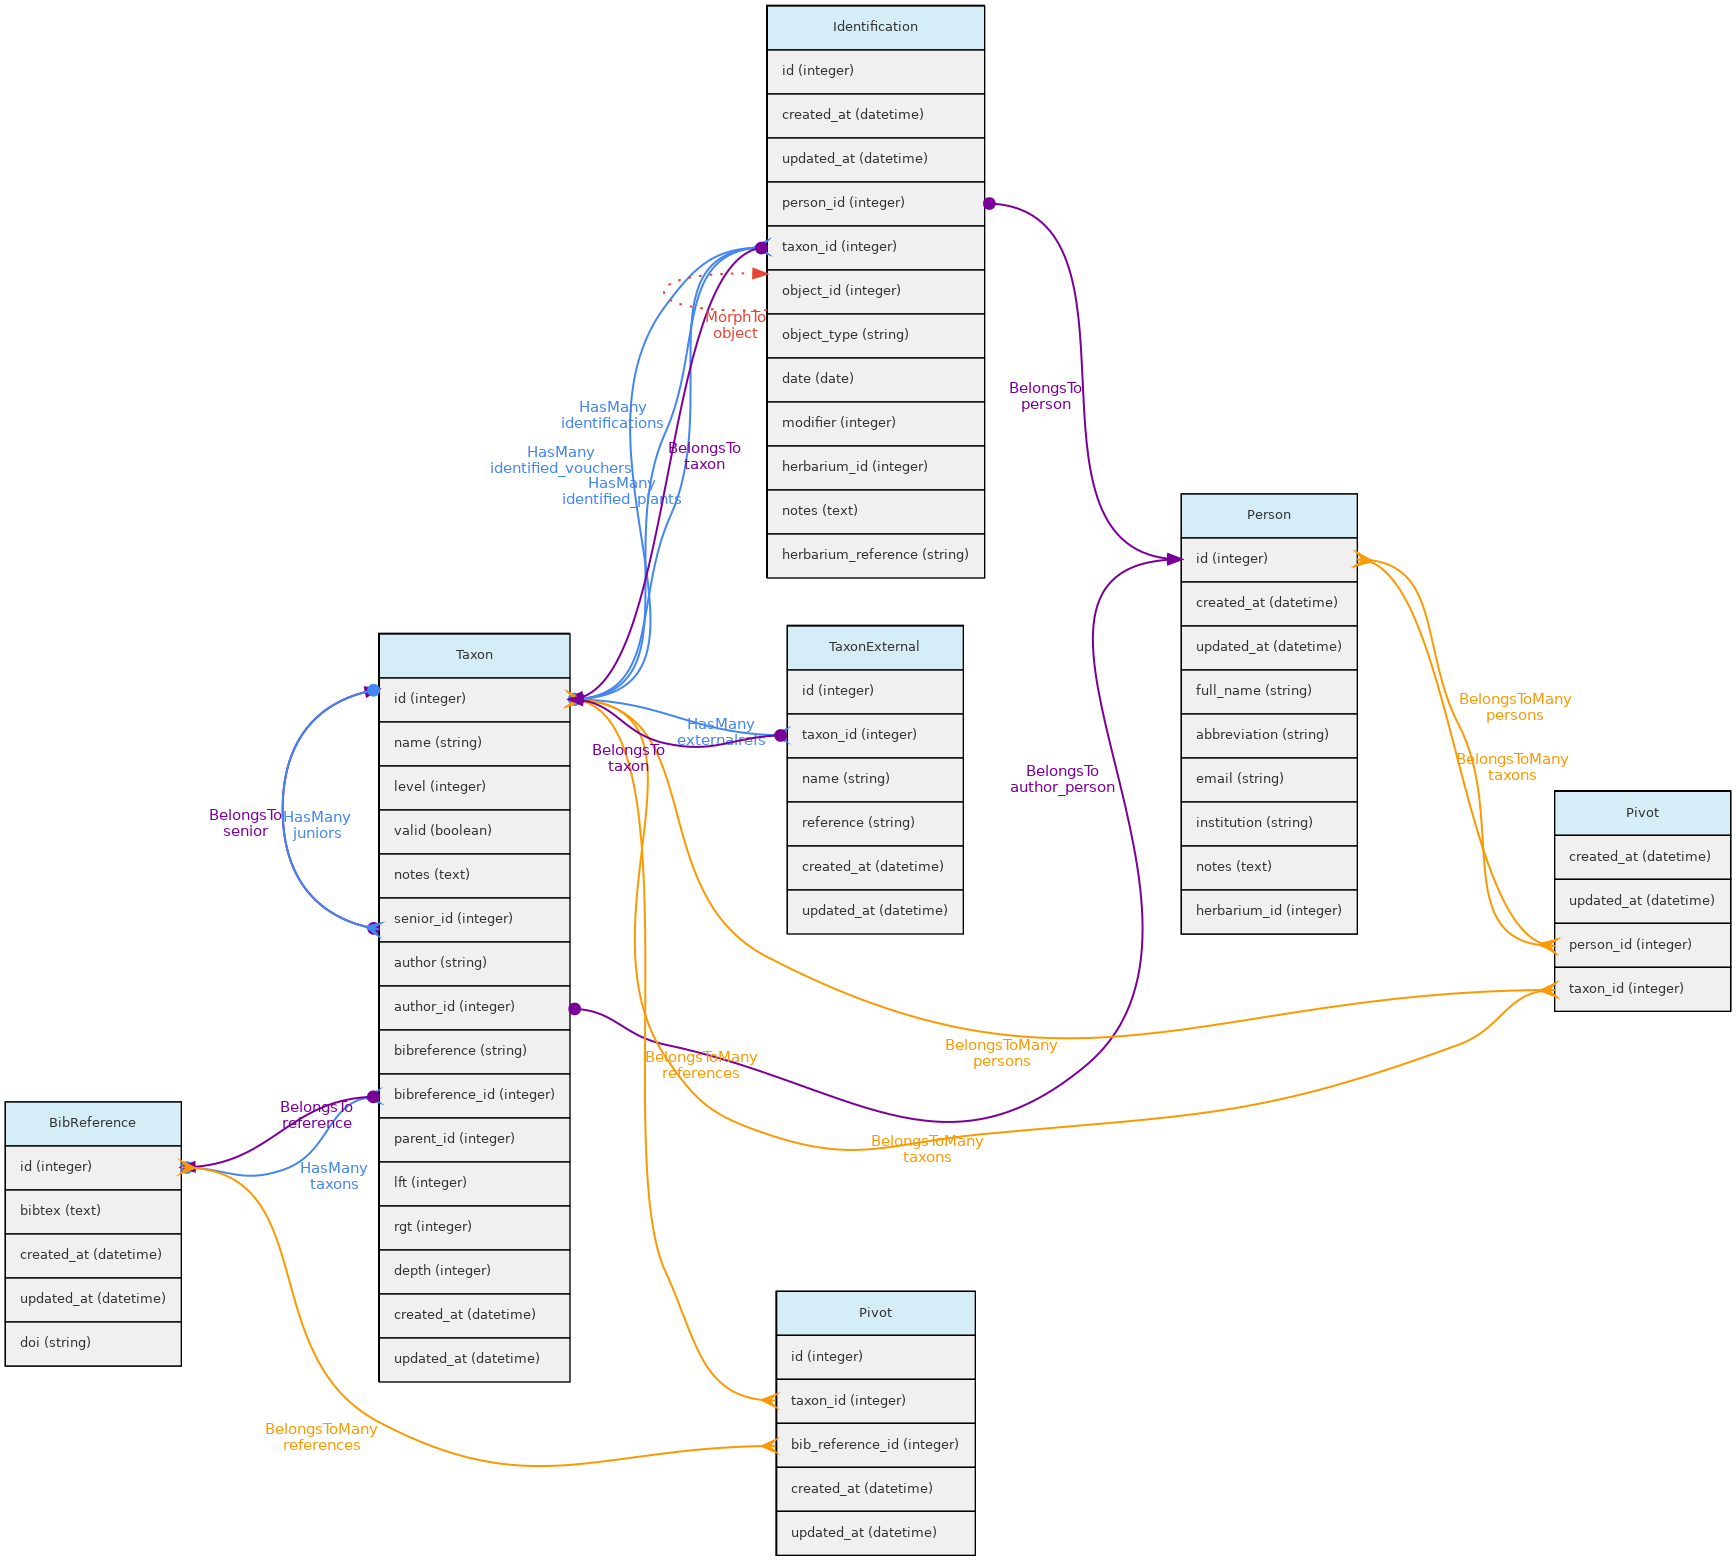 Identification
id (integer)
created_at (datetime)
updated_at (datetime)
person_id (integer)
taxon_id (integer)
object_id (integer)
object_type (string)
date (date)
modifier (integer)
herbarium_id (integer)
notes (text)
herbarium_reference (string)
MorphTo
object
HasMany
identifications
HasMany
identified_vouchers
HasMany
identified_plants
BelongsTo
taxon
BelongsTo
person
Person
id (integer)
created_at (datetime)
updated_at (datetime)
full_name (string)
abbreviation (string)
email (string)
institution (string)
notes (text)
herbarium_id (integer)
Taxon
id (integer)
name (string)
level (integer)
valid (boolean)
notes (text)
senior_id (integer)
author (string)
author_id (integer)
bibreference (string)
bibreference_id (integer)
parent_id (integer)
lft (integer)
rgt (integer)
depth (integer)
created_at (datetime)
updated_at (datetime)
TaxonExternal
id (integer)
taxon_id (integer)
name (string)
reference (string)
created_at (datetime)
updated_at (datetime)
HasMany
externalrefs
BelongsTo
taxon
BelongsTo
senior
HasMany
juniors
BelongsTo
author_person
BelongsToMany
persons
BelongsToMany
taxons
Pivot
created_at (datetime)
updated_at (datetime)
person_id (integer)
taxon_id (integer)
BelongsToMany
persons
BelongsToMany
references
BelongsToMany
taxons
BelongsTo
reference
HasMany
taxons
BibReference
id (integer)
bibtex (text)
created_at (datetime)
updated_at (datetime)
doi (string)
BelongsToMany
references
Pivot
id (integer)
taxon_id (integer)
bib_reference_id (integer)
created_at (datetime)
updated_at (datetime)